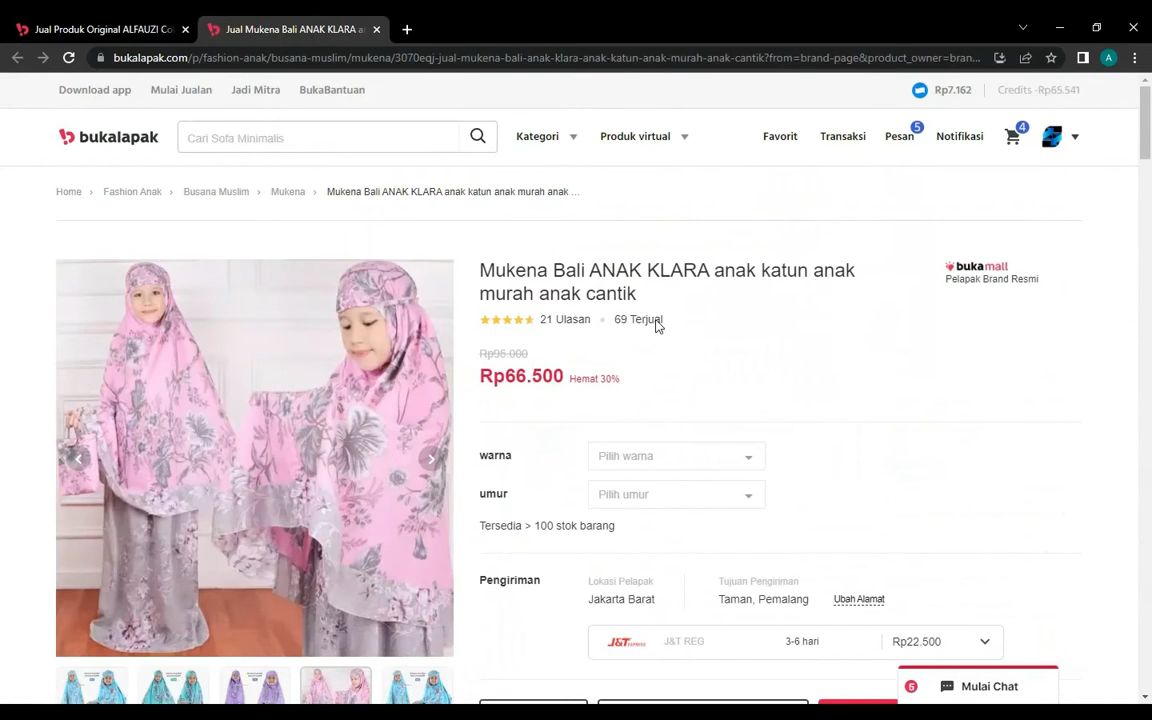 Jual Produk Original ALFAUZI Co
Jual Mukena Bali ANAK KLARA a
bukalapak.com/p/fashion-anak/busana-muslim/mukena/3070eqj-jual-mukena-bali-anak-klara-anak-katun-anak-murah-anak-cantik?from=brand-page&product_owner=bran...
A
Download app
Mulai Jualan
Jadi Mitra
BukaBantuan
Rp7.162
Credits -Rp65.541
bukalapak
Cari Sofa Minimalis
Kategori
Produk virtual
Favorit
Transaksi
Pesan
5
Notifikasi
4
Home > Fashion Anak > Busana Muslim > Mukena > Mukena Bali ANAK KLARA anak katun anak murah anak ...
Mukena Bali ANAK KLARA anak katun anak
murah anak cantik
bukamall
Pelapak Brand Resmi
21 Ulasan
69 Terjual
Rp95.000
Rp66.500 Hemat 30%
warna
Pilih warna
umur
Pilih umur
Tersedia > 100 stok barang
Pengiriman
Lokasi Pelapak
Jakarta Barat
Tujuan Pengiriman
Taman, Pemalang
Ubah Alamat
J&T EXPRESS
J&T REG
3-6 hari
Rp22.500
5
Mulai Chat